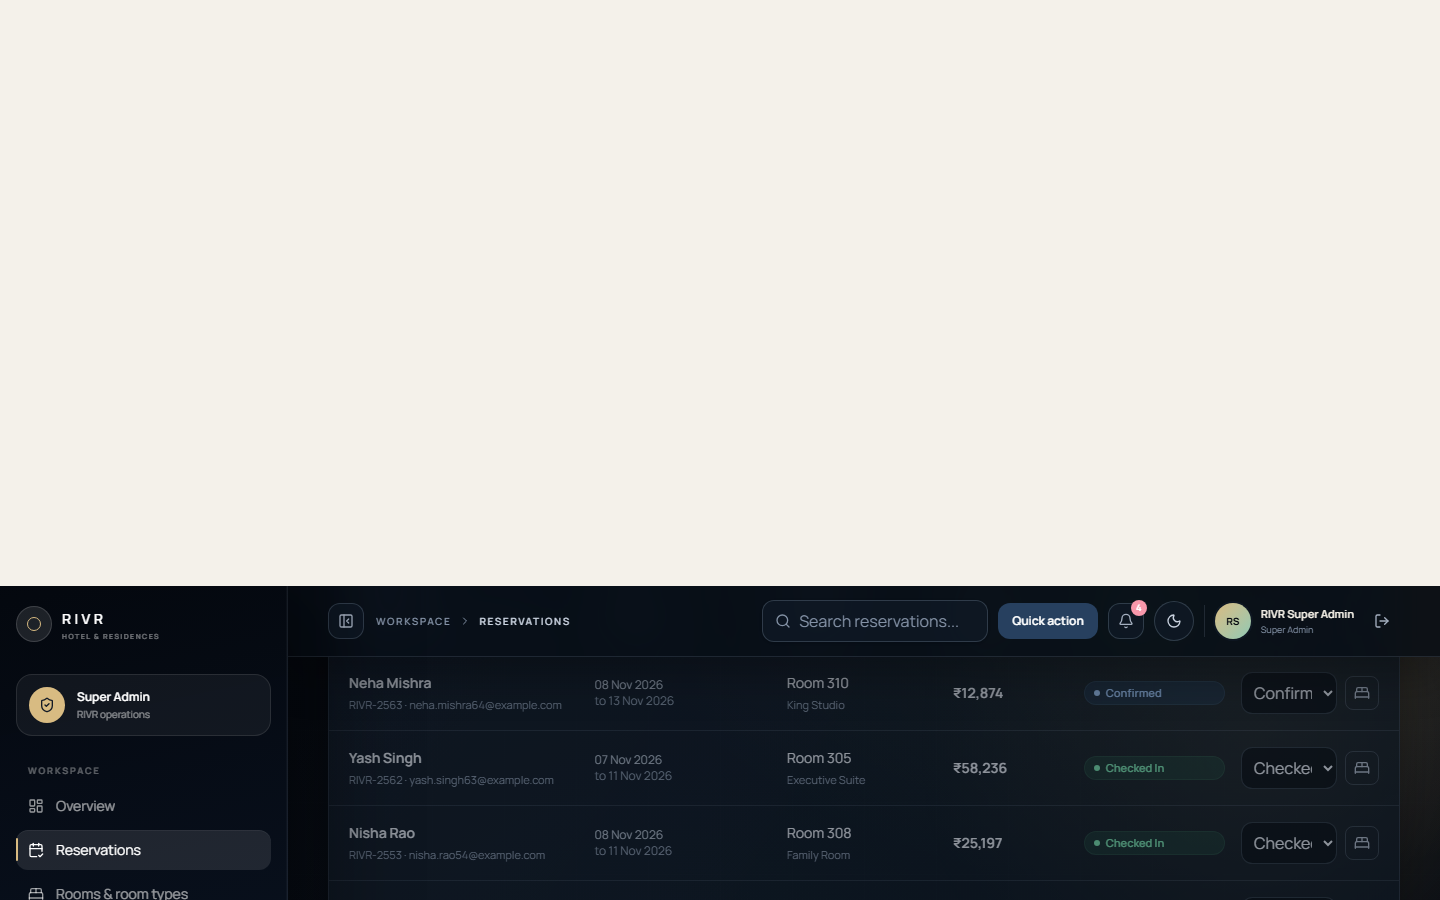 RIVR
HOTEL & RESIDENCES
Super Admin
RIVR operations
WORKSPACE
Overview
Reservations
Rooms & room types
WORKSPACE > RESERVATIONS
Search reservations...
Quick action
4
RS
RIVR Super Admin
Super Admin
Neha Mishra
RIVR-2563 · neha.mishra64@example.com
08 Nov 2026
to 13 Nov 2026
Room 310
King Studio
₹12,874
Confirmed
Confirm
Yash Singh
RIVR-2562 · yash.singh63@example.com
07 Nov 2026
to 11 Nov 2026
Room 305
Executive Suite
₹58,236
Checked In
Checke
Nisha Rao
RIVR-2553 · nisha.rao54@example.com
08 Nov 2026
to 11 Nov 2026
Room 308
Family Room
₹25,197
Checked In
Checke